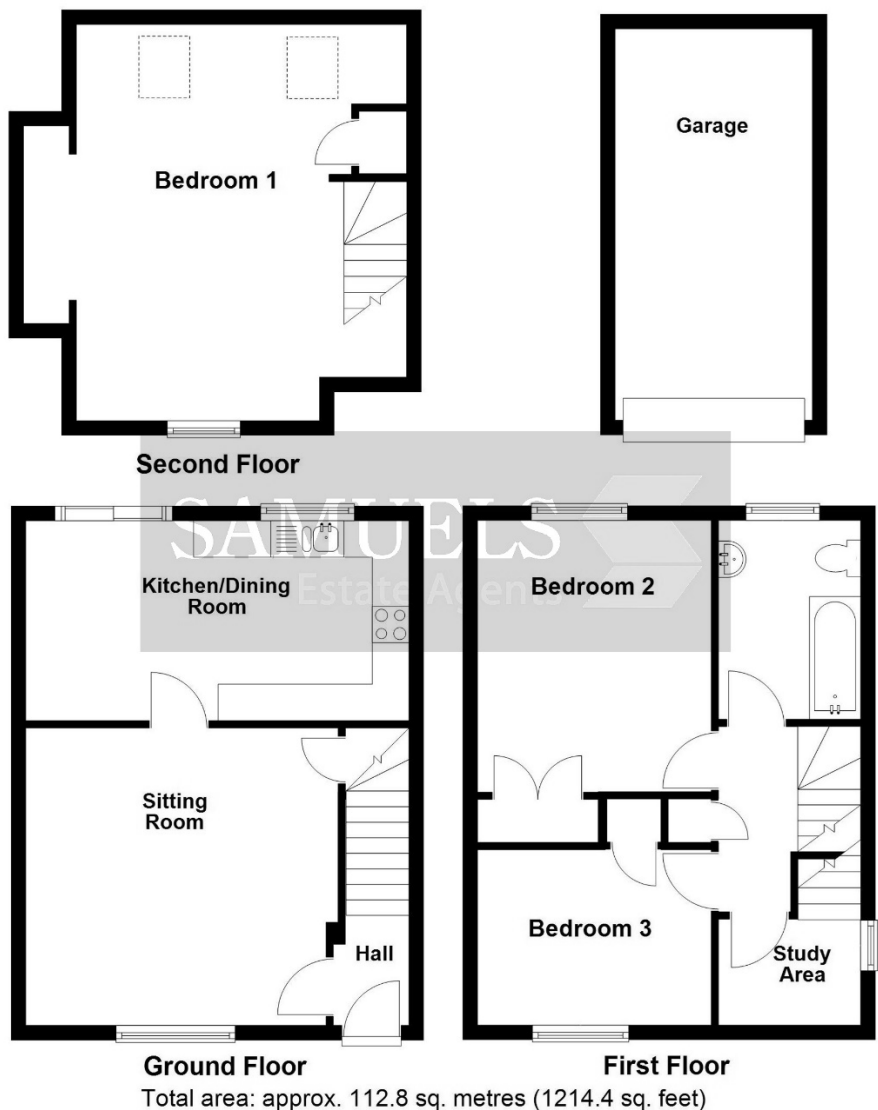 Bedroom 1
Garage
Second Floor
SAMUELS
Estate Agents
Kitchen/Dining
Room
Bedroom 2
Sitting
Room
Hall
Bedroom 3
Study
Area
Ground Floor
First Floor
Total area: approx. 112.8 sq. metres (1214.4 sq. feet)